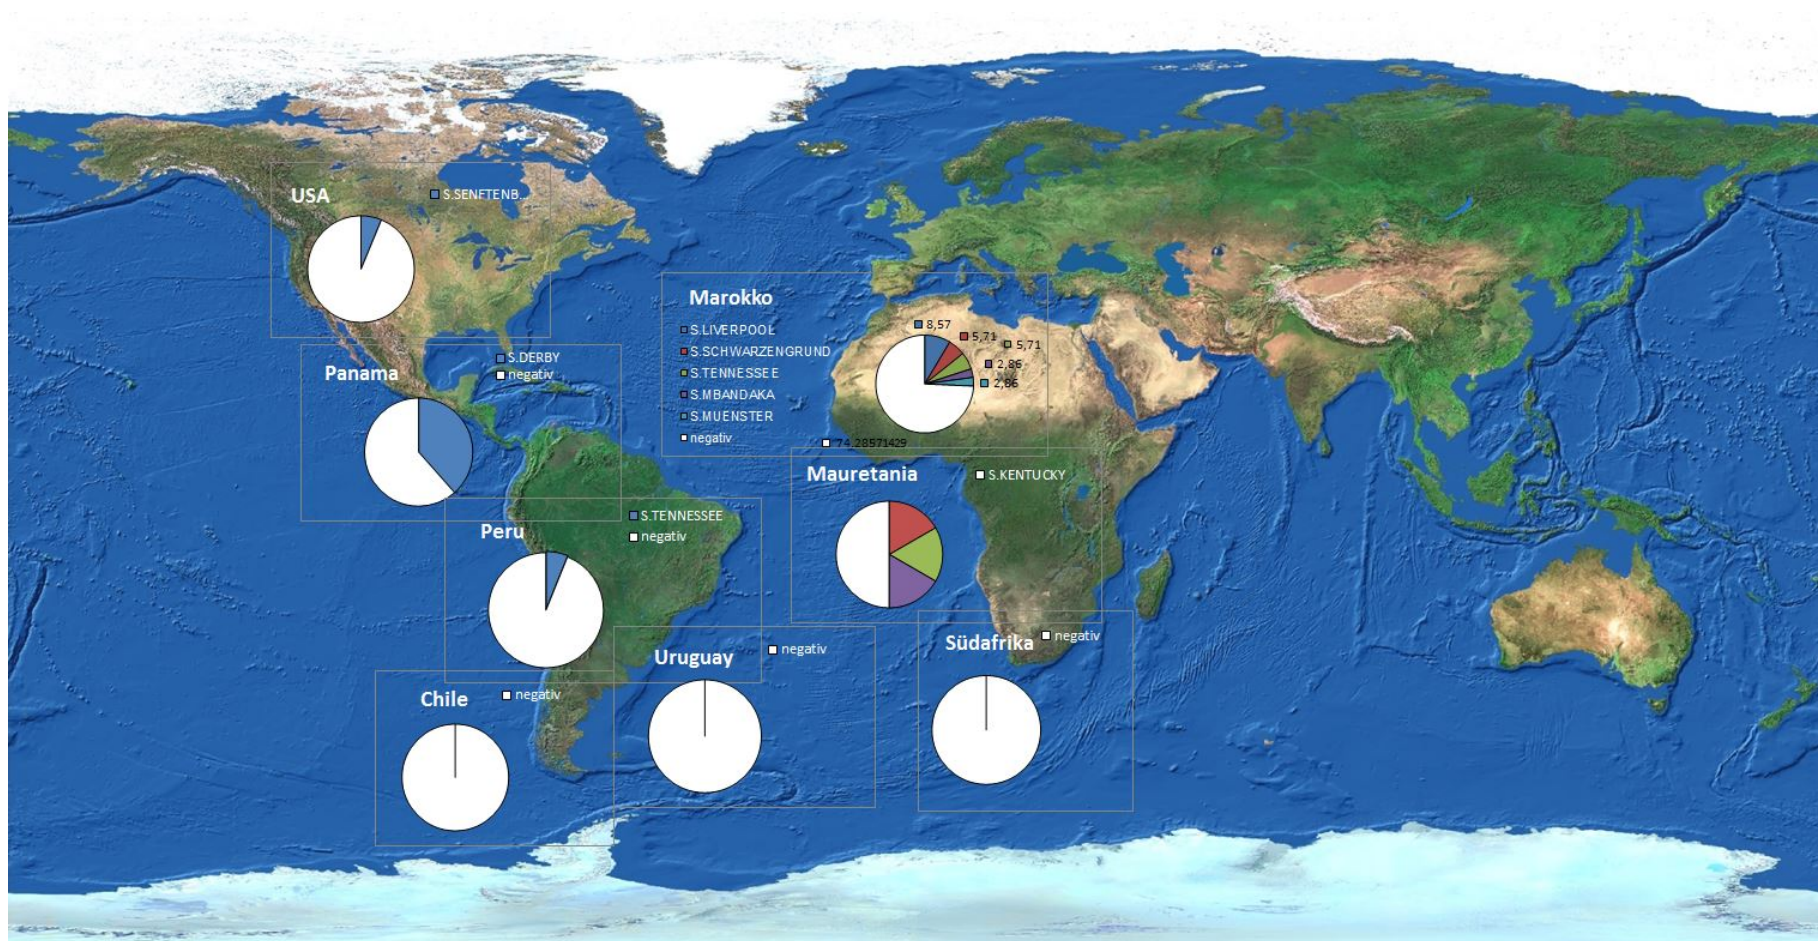 USA
S.SENFTENB...
Marokko
S.LIVERPOOL
S.SCHWARZENGRUND
S.TENNESSEE
S.MBANDAKA
S.MUENSTER
negativ
8,57
5,71
5,71
2,86
2,86
74,28571429
S.DERBY
negativ
Panama
Mauretania
S.KENTUCKY
Peru
S.TENNESSEE
negativ
Südafrika
negativ
Uruguay
negativ
Chile
negativ